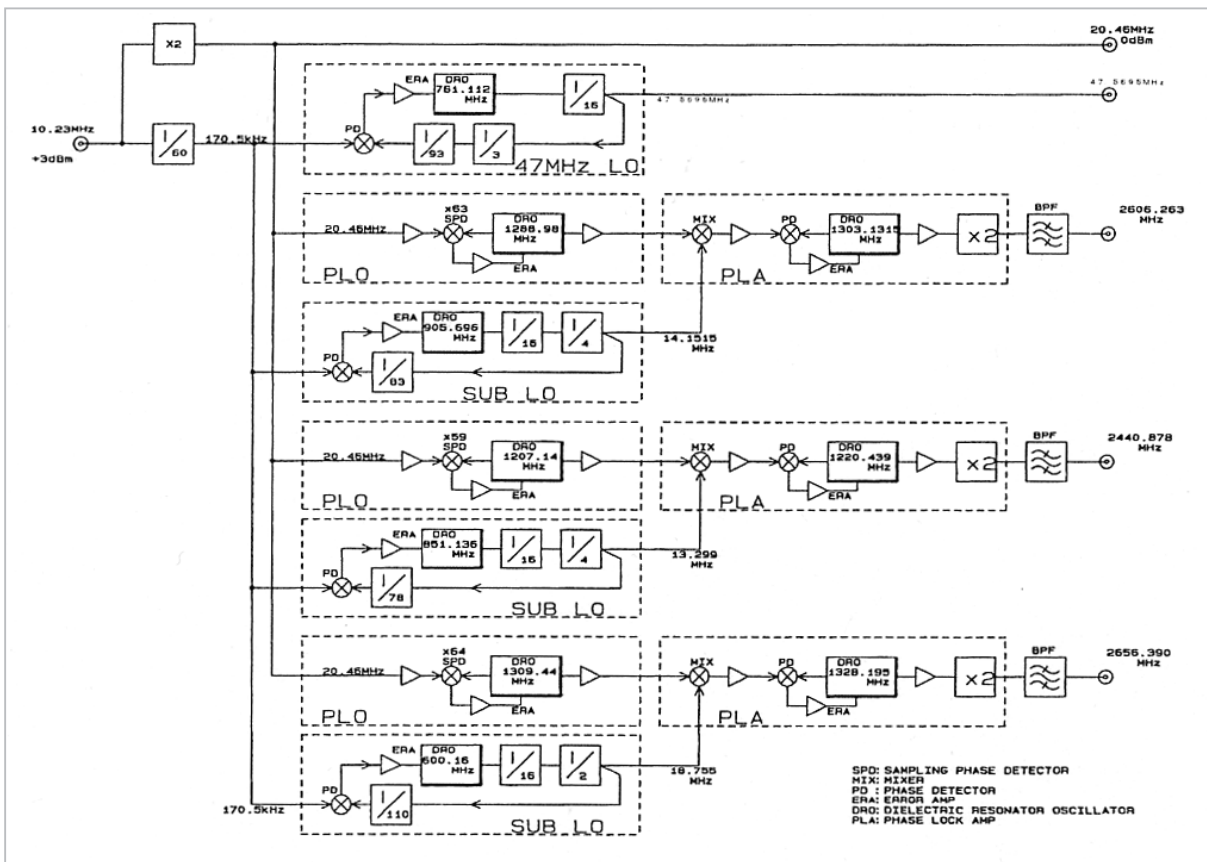 X2
20.46MHz
0dBm
ERA
DRO
761.112
MHz
1/16
47.5695MHz
47.5695MHz
10.23MHz
+3dBm
1/60
170.5kHz
PD
1/93
1/3
47MHz LO
20.46MHz
x63
SPD
DRO
1288.98
MHz
ERA
PLO
MIX
PD
DRO
1303.1315
MHz
ERA
x2
PLA
BPF
2606.263
MHz
ERA
DRO
905.696
MHz
1/16
1/4
14.1515
MHz
PD
1/83
SUB LO
20.46MHz
x59
SPD
DRO
1207.14
MHz
ERA
PLO
MIX
PD
DRO
1220.439
MHz
ERA
x2
PLA
BPF
2440.878
MHz
ERA
DRO
851.136
MHz
1/16
1/4
13.299
MHz
PD
1/78
SUB LO
20.46MHz
x64
SPD
DRO
1309.44
MHz
ERA
PLO
MIX
PD
DRO
1328.195
MHz
ERA
x2
PLA
BPF
2656.390
MHz
ERA
DRO
600.16
MHz
1/16
1/2
18.755
MHz
170.5kHz
PD
1/110
SUB LO
SPD: SAMPLING PHASE DETECTOR
MIX: MIXER
PD : PHASE DETECTOR
ERA: ERROR AMP
DRO: DIELECTRIC RESONATOR OSCILLATOR
PLA: PHASE LOCK AMP